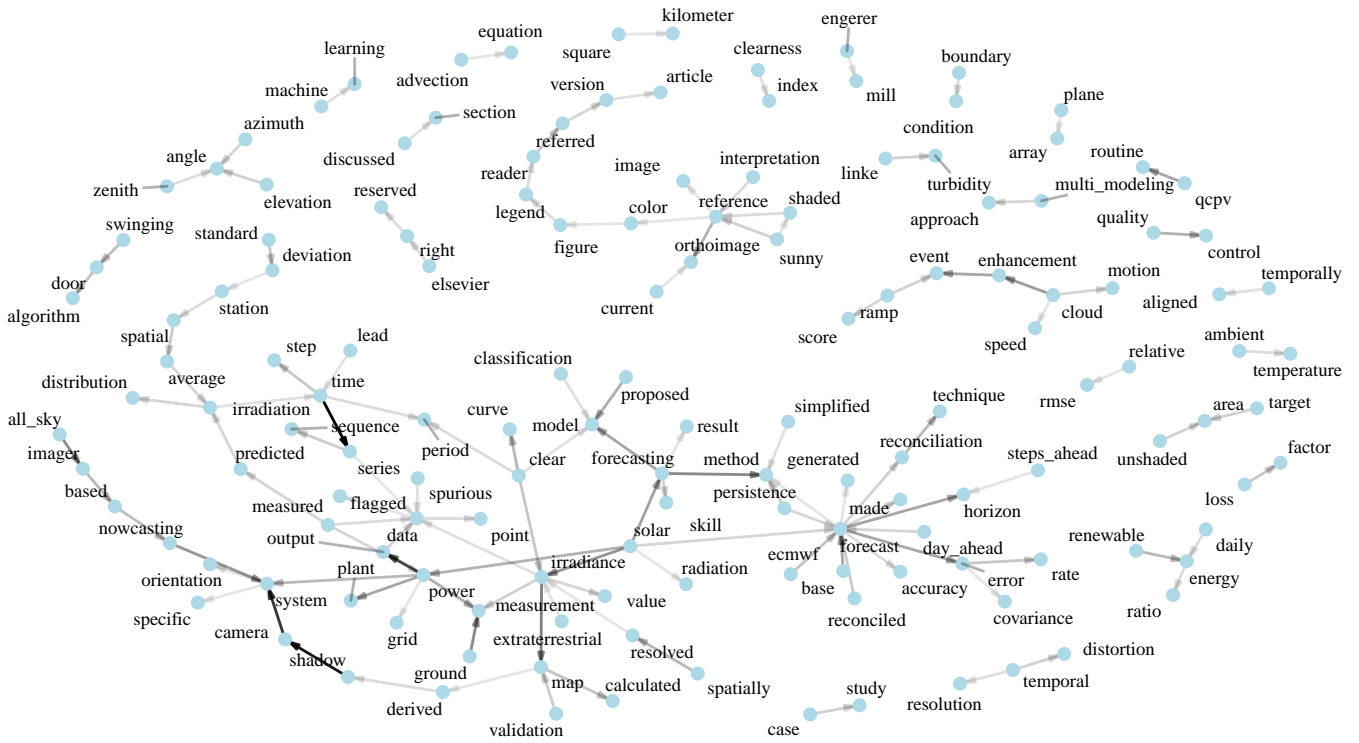 kilometer
engerer
equation
learning
square
clearness
boundary
advection
version
article
index
machine
mill
plane
azimuth
section
condition
referred
discussed
array
routine
angle
image
interpretation
linke
reader
zenith
turbidity
multi_modeling
elevation
reserved
reference
shaded
qcpv
legend
color
approach
quality
swinging
standard
figure
orthoimage
right
sunny
control
deviation
event
enhancement
motion
door
elsevier
temporally
station
current
aligned
algorithm
ramp
cloud
spatial
score
speed
ambient
step
lead
classification
relative
temperature
average
time
distribution
proposed
rmse
irradiation
curve
simplified
technique
area
target
all_sky
sequence
model
result
reconciliation
imager
predicted
period
clear
forecasting
method
generated
steps_ahead
factor
series
unshaded
based
spurious
persistence
loss
measured
flagged
made
horizon
nowcasting
skill
point
solar
output
data
daily
renewable
ecmwf
forecast
day_ahead
irradiance
orientation
plant
radiation
error
rate
energy
system
power
base
accuracy
specific
measurement
value
ratio
camera
grid
extraterrestrial
reconciled
covariance
shadow
resolved
distortion
ground
map
calculated
spatially
temporal
derived
study
resolution
validation
case